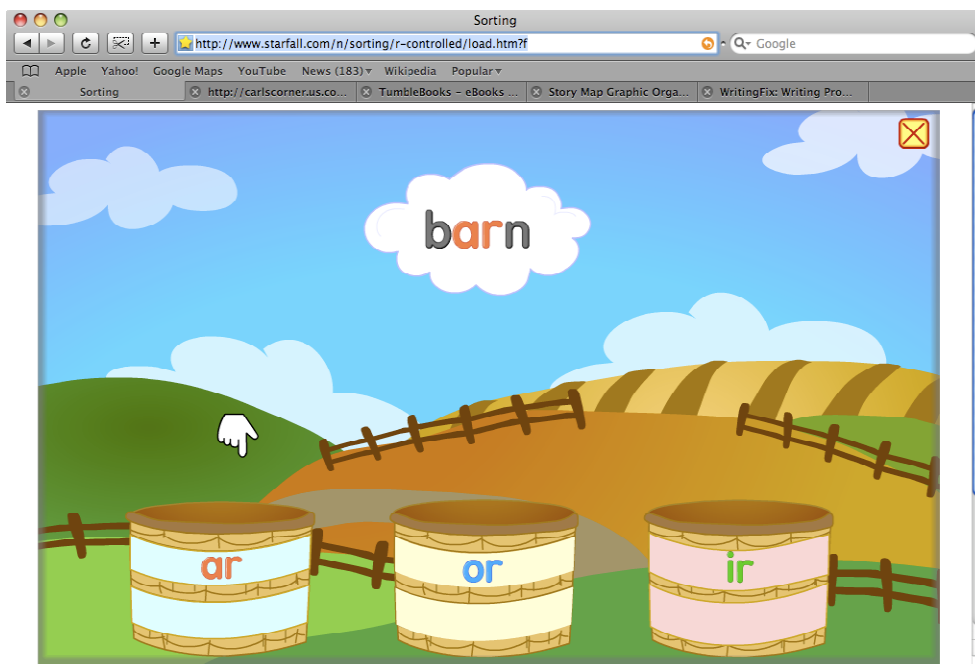 Sorting
http://www.starfall.com/n/sorting/r-controlled/load.htm?f
Google
Apple Yahoo! Google Maps YouTube News (183) Wikipedia Popular
Sorting http://carlscorner.us.co... TumbleBooks – eBooks ... Story Map Graphic Orga... WritingFix: Writing Pro...
barn
ar or ir